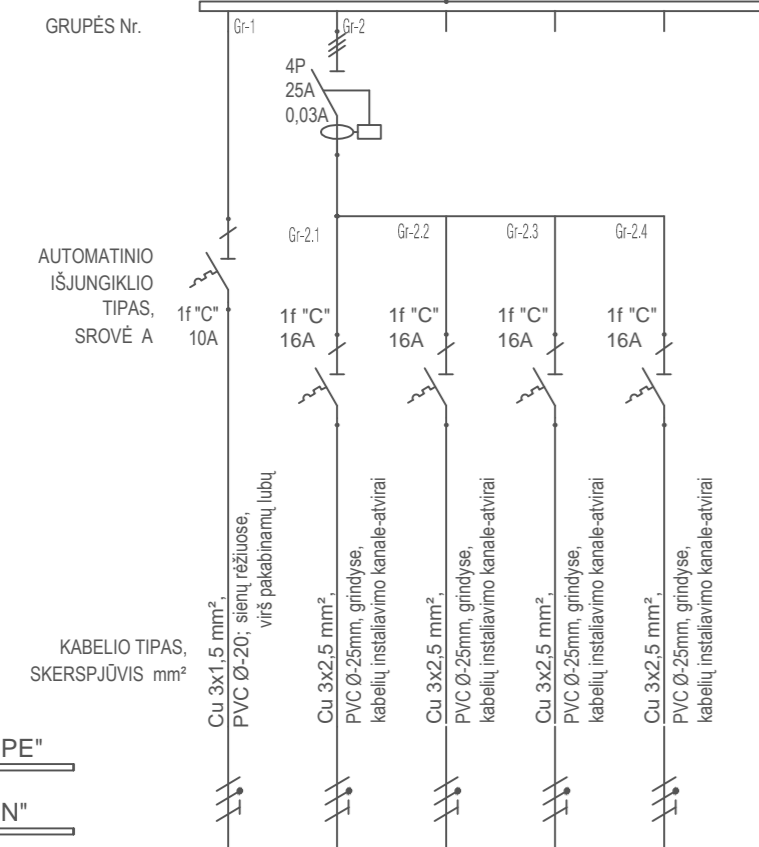 GRUPĖS Nr.
Gr-1
Gr-2
4P
25A
0,03A
Gr-2.1
Gr-2.2
Gr-2.3
Gr-2.4
AUTOMATINIO
IŠJUNGIKLIO
TIPAS,
SROVĖ A
1f "C"
10A
1f "C"
16A
1f "C"
16A
1f "C"
16A
1f "C"
16A
KABELIO TIPAS,
SKERSPJŪVIS mm²
Cu 3x1,5 mm²,
PVC Ø-20; sienų rėžiuose,
virš pakabinamų lubų
Cu 3x2,5 mm²,
PVC Ø-25mm, grindyse,
kabelių instaliavimo kanale-atvirai
Cu 3x2,5 mm²,
PVC Ø-25mm, grindyse,
kabelių instaliavimo kanale-atvirai
Cu 3x2,5 mm²,
PVC Ø-25mm, grindyse,
kabelių instaliavimo kanale-atvirai
Cu 3x2,5 mm²,
PVC Ø-25mm, grindyse,
kabelių instaliavimo kanale-atvirai
PE"
N"